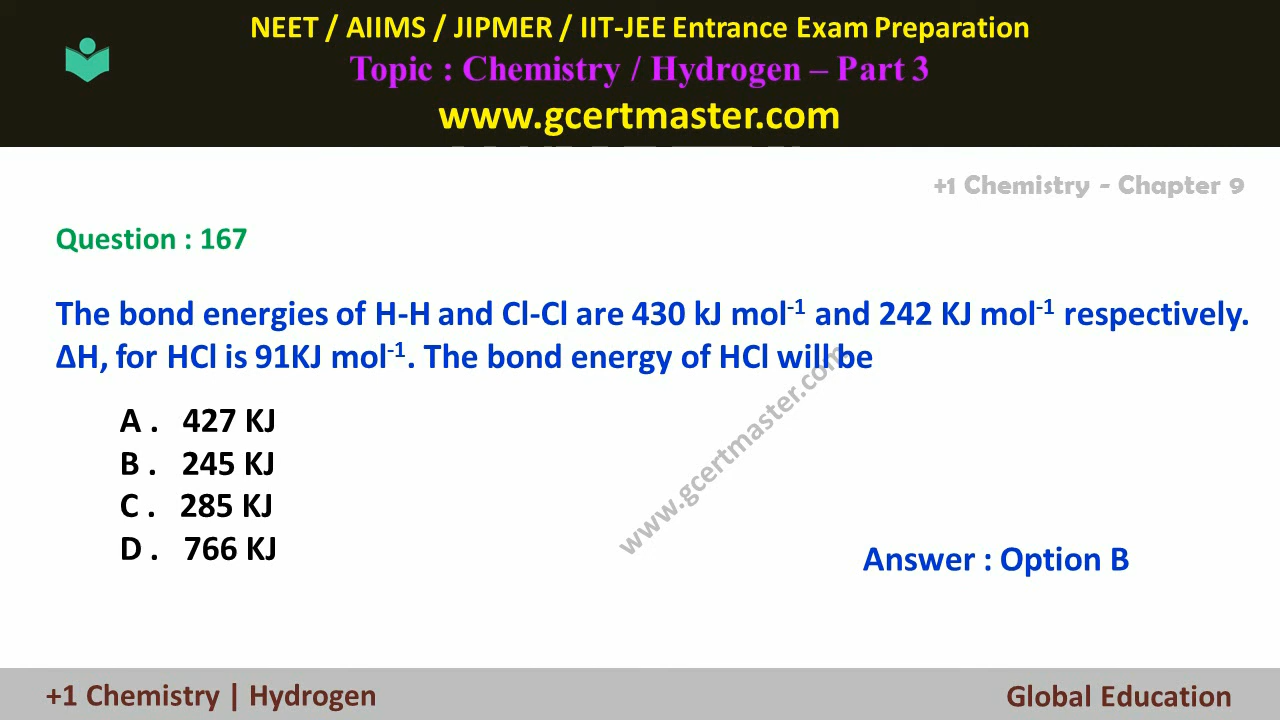 NEET / AIIMS / JIPMER / IIT-JEE Entrance Exam Preparation
Topic : Chemistry / Hydrogen – Part 3
www.gcertmaster.com
+1 Chemistry - Chapter 9
Question : 167
The bond energies of H-H and Cl-Cl are 430 kJ mol⁻¹ and 242 KJ mol⁻¹ respectively.
ΔH, for HCl is 91KJ mol⁻¹. The bond energy of HCl will be
A . 427 KJ
B . 245 KJ
C . 285 KJ
D . 766 KJ
www.gcertmaster.com
Answer : Option B
+1 Chemistry | Hydrogen
Global Education